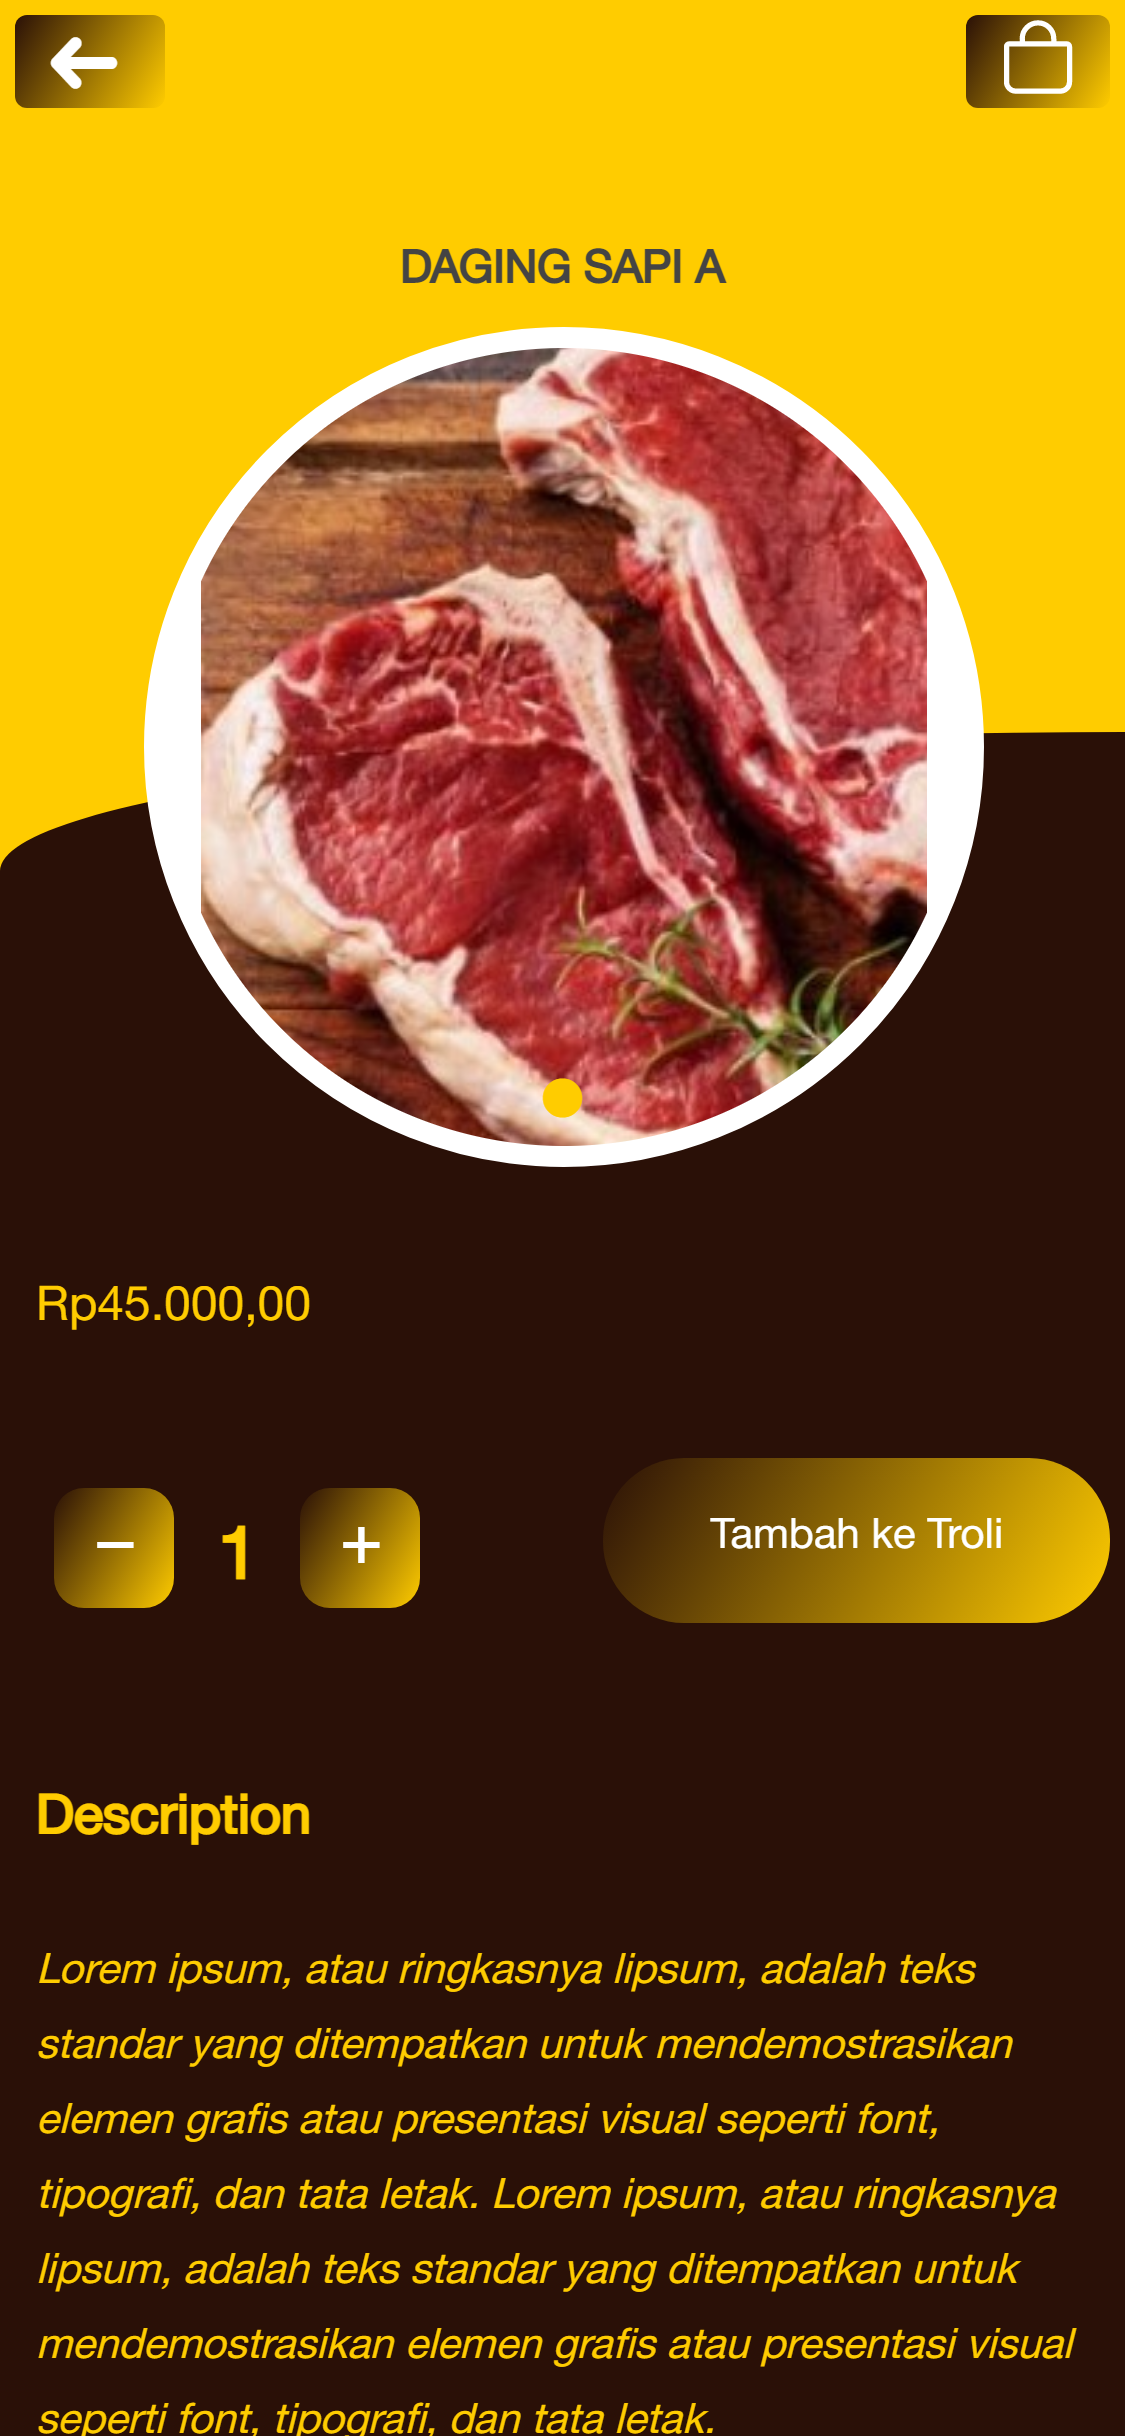 DAGING SAPI A
Rp45.000,00
− 1 +
Tambah ke Troli
Description
Lorem ipsum, atau ringkasnya lipsum, adalah teks
standar yang ditempatkan untuk mendemostrasikan
elemen grafis atau presentasi visual seperti font,
tipografi, dan tata letak. Lorem ipsum, atau ringkasnya
lipsum, adalah teks standar yang ditempatkan untuk
mendemostrasikan elemen grafis atau presentasi visual
seperti font, tipografi, dan tata letak.